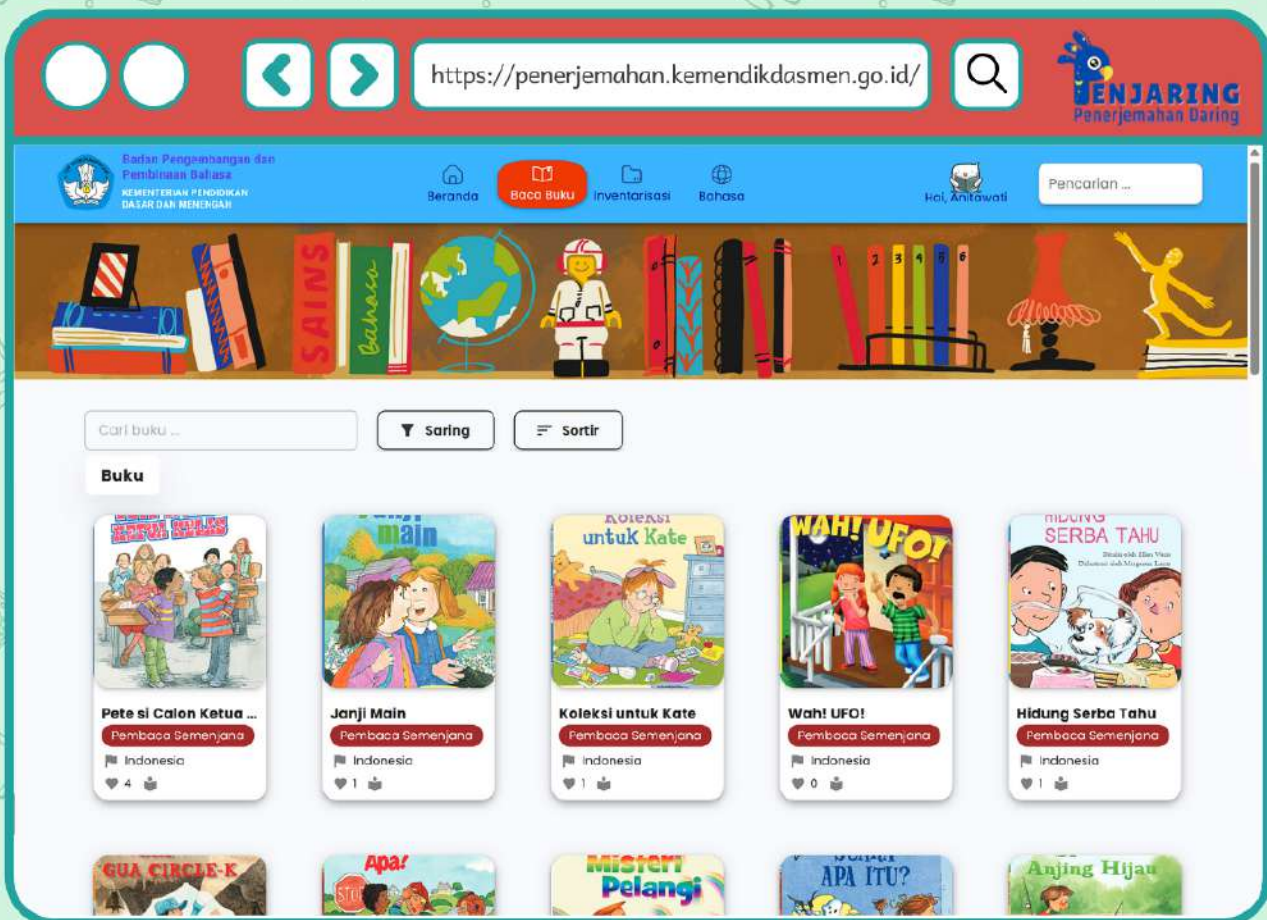 https://penerjemahan.kemendikdasmen.go.id/
PENJARING
Penerjemahan Daring
Badan Pengembangan dan
Pembinaan Bahasa
KEMENTERIAN PENDIDIKAN
DASAR DAN MENENGAH
Beranda
Baca Buku
Inventarisasi
Bahasa
Hai, Anitawati
Pencarian ...
SAINS
Bahasa
1 2 3 4 5 6
Cari buku ...
Saring
Sortir
Buku
Janji
main
Koleksi
untuk Kate
WAH! UFO!
HIDUNG
SERBA TAHU
Pete si Calon Ketua ...
Pembaca Semenjana
Indonesia
4
Janji Main
Pembaca Semenjana
Indonesia
1
Koleksi untuk Kate
Pembaca Semenjana
Indonesia
1
Wah! UFO!
Pembaca Semenjana
Indonesia
0
Hidung Serba Tahu
Pembaca Semenjana
Indonesia
1
GUA CIRCLE-K
Apa?
Misteri
Pelangi
APA ITU?
Anjing Hijau